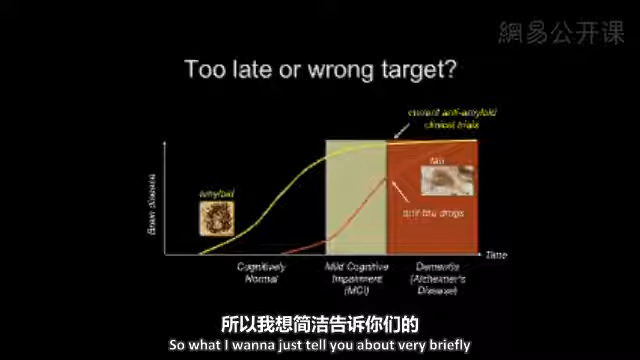 網易公开课
Too late or wrong target?
current anti-amyloid
clinical trials
tau
amyloid
anti-tau drugs
Brain disease
Time
Cognitively
Normal
Mild Cognitive
Impairment
(MCI)
Dementia
(Alzheimer's
Disease)
所以我想简洁告诉你们的
So what I wanna just tell you about very briefly